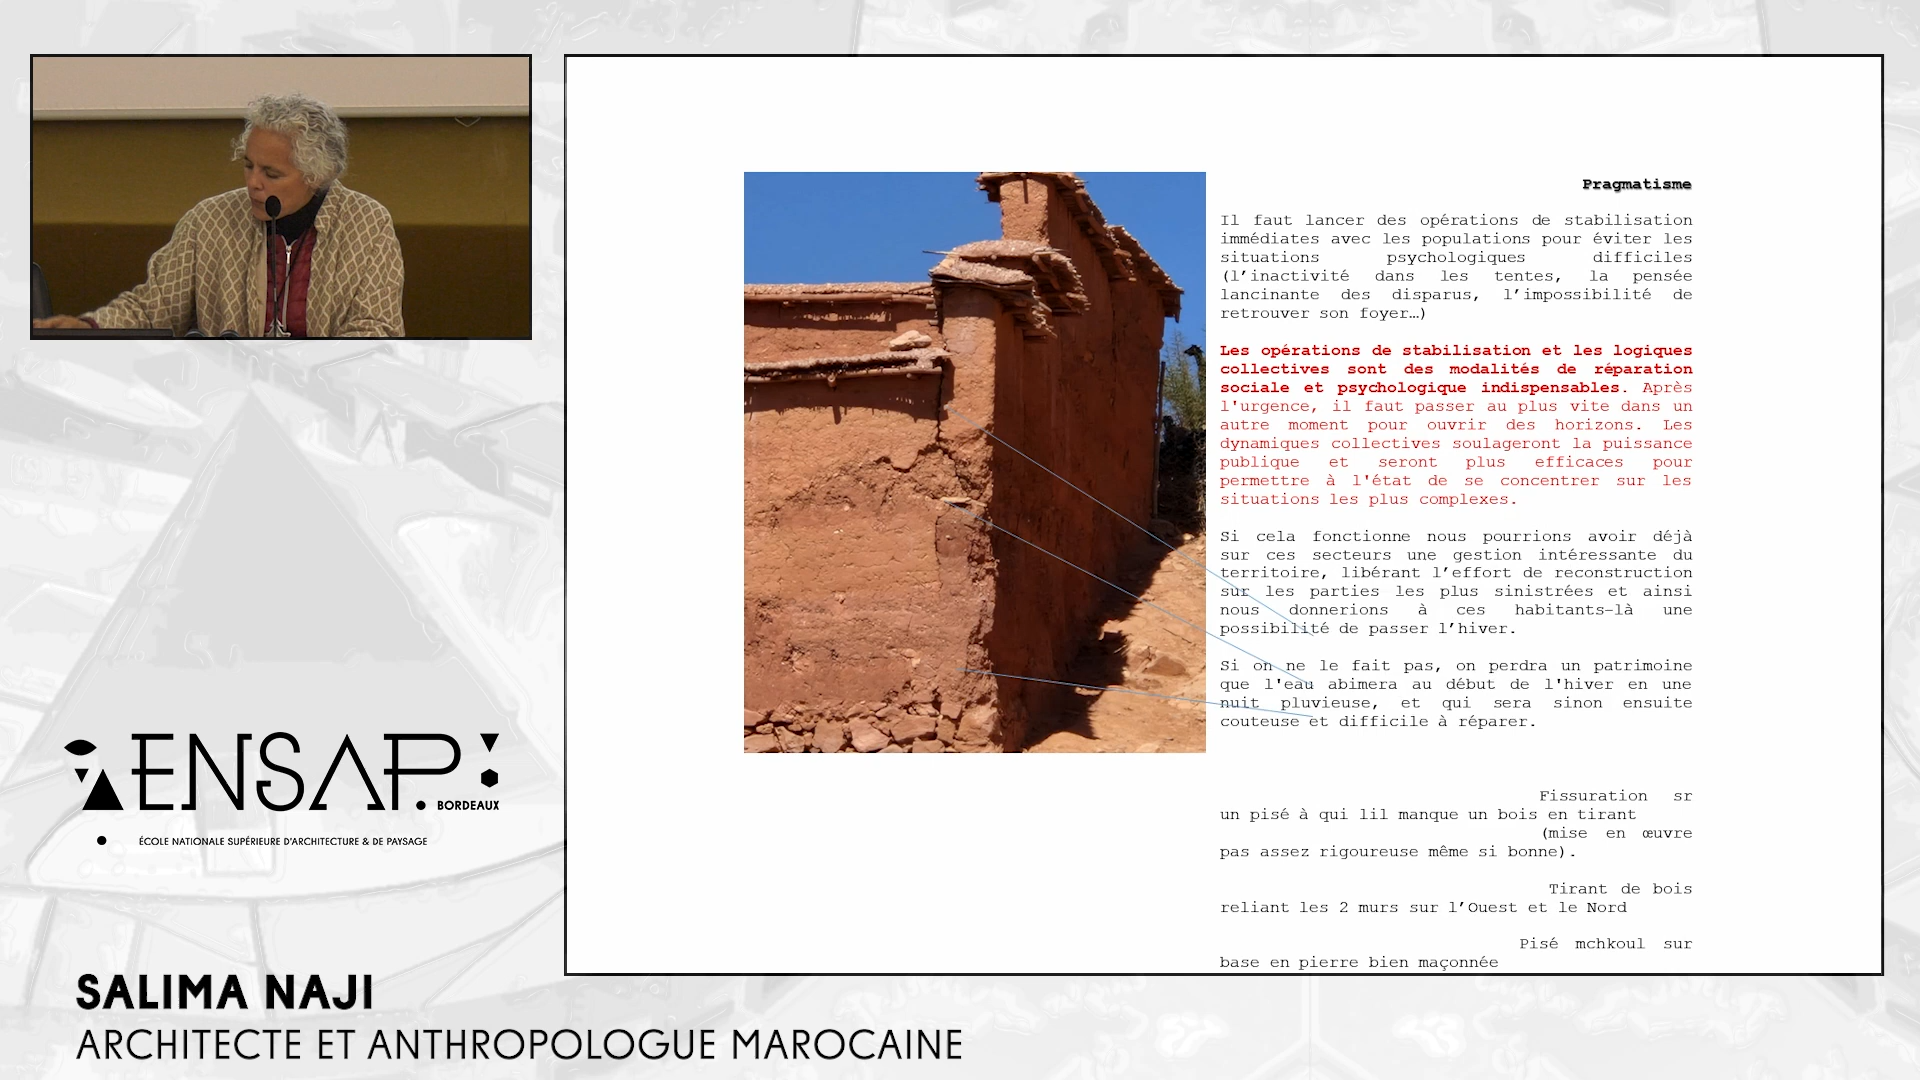 Pragmatisme
Il faut lancer des opérations de stabilisation
immédiates avec les populations pour éviter les
situations psychologiques difficiles
(l’inactivité dans les tentes, la pensée
lancinante des disparus, l’impossibilité de
retrouver son foyer…)
Les opérations de stabilisation et les logiques
collectives sont des modalités de réparation
sociale et psychologique indispensables. Après
l'urgence, il faut passer au plus vite dans un
autre moment pour ouvrir des horizons. Les
dynamiques collectives soulageront la puissance
publique et seront plus efficaces pour
permettre à l'état de se concentrer sur les
situations les plus complexes.
Si cela fonctionne nous pourrions avoir déjà
sur ces secteurs une gestion intéressante du
territoire, libérant l’effort de reconstruction
sur les parties les plus sinistrées et ainsi
nous donnerions à ces habitants-là une
possibilité de passer l’hiver.
Si on ne le fait pas, on perdra un patrimoine
que l'eau abimera au début de l'hiver en une
nuit pluvieuse, et qui sera sinon ensuite
couteuse et difficile à réparer.
Fissuration sr
un pisé à qui lil manque un bois en tirant
(mise en œuvre
pas assez rigoureuse même si bonne).
Tirant de bois
reliant les 2 murs sur l’Ouest et le Nord
Pisé mchkoul sur
base en pierre bien maçonnée
ENSAP.
BORDEAUX
ÉCOLE NATIONALE SUPÉRIEURE D'ARCHITECTURE & DE PAYSAGE
SALIMA NAJI
ARCHITECTE ET ANTHROPOLOGUE MAROCAINE